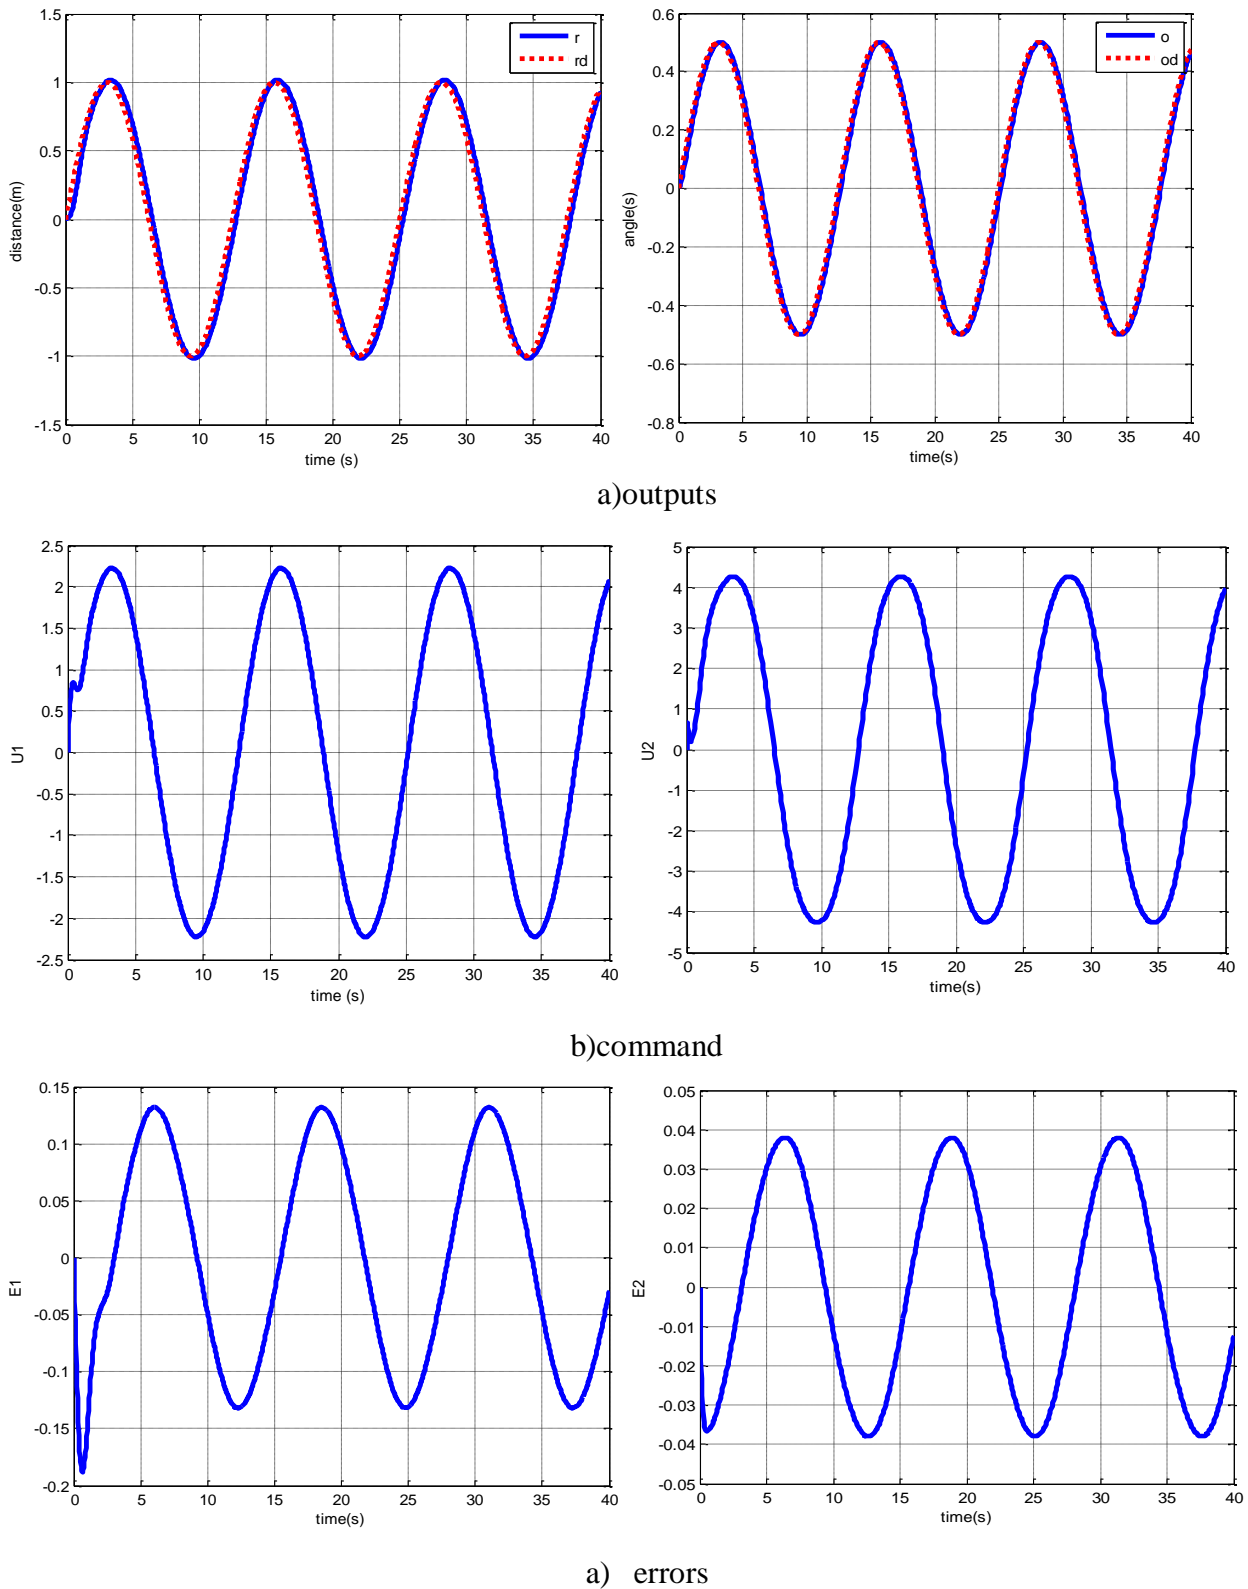 1.5
1
0.5
0
-0.5
-1
-1.5
distance(m)
0 5 10 15 20 25 30 35 40
time (s)
r
rd
0.6
0.4
0.2
0
-0.2
-0.4
-0.6
-0.8
angle(s)
0 5 10 15 20 25 30 35 40
time(s)
o
od
a)outputs
2.5
2
1.5
1
0.5
0
-0.5
-1
-1.5
-2
-2.5
U1
0 5 10 15 20 25 30 35 40
time (s)
5
4
3
2
1
0
-1
-2
-3
-4
-5
U2
0 5 10 15 20 25 30 35 40
time(s)
b)command
0.15
0.1
0.05
0
-0.05
-0.1
-0.15
-0.2
E1
0 5 10 15 20 25 30 35 40
time(s)
0.05
0.04
0.03
0.02
0.01
0
-0.01
-0.02
-0.03
-0.04
-0.05
E2
0 5 10 15 20 25 30 35 40
time(s)
a) errors